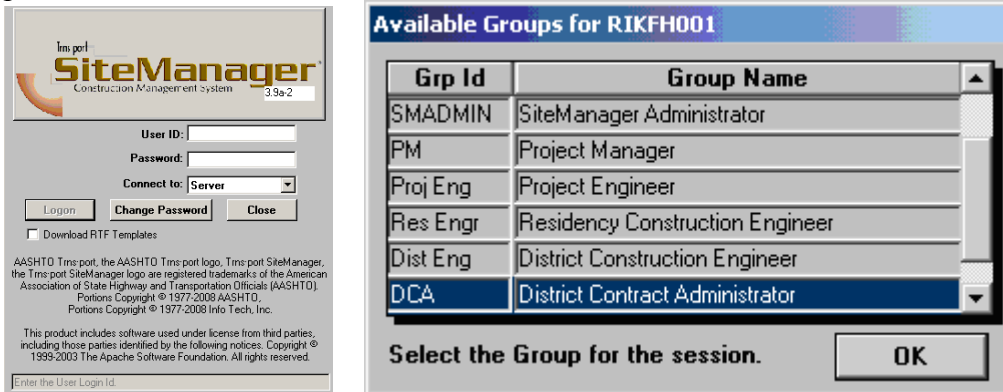 Trns·port
SiteManager
Construction Management System
3.9a-2
User ID:
Password:
Connect to: Server
Logon Change Password Close
Download RTF Templates
AASHTO Trns·port, the AASHTO Trns·port logo, Trns·port SiteManager,
the Trns·port SiteManager logo are registered trademarks of the American
Association of State Highway and Transportation Officials (AASHTO).
Portions Copyright © 1977-2008 AASHTO,
Portions Copyright © 1977-2008 Info Tech, Inc.
This product includes software used under license from third parties,
including those parties identified by the following notices. Copyright ©
1999-2003 The Apache Software Foundation. All rights reserved.
Enter the User Login Id.
Available Groups for RIKFH001
Grp Id Group Name
SMADMIN SiteManager Administrator
PM Project Manager
Proj Eng Project Engineer
Res Engr Residency Construction Engineer
Dist Eng District Construction Engineer
DCA District Contract Administrator
Select the Group for the session. OK